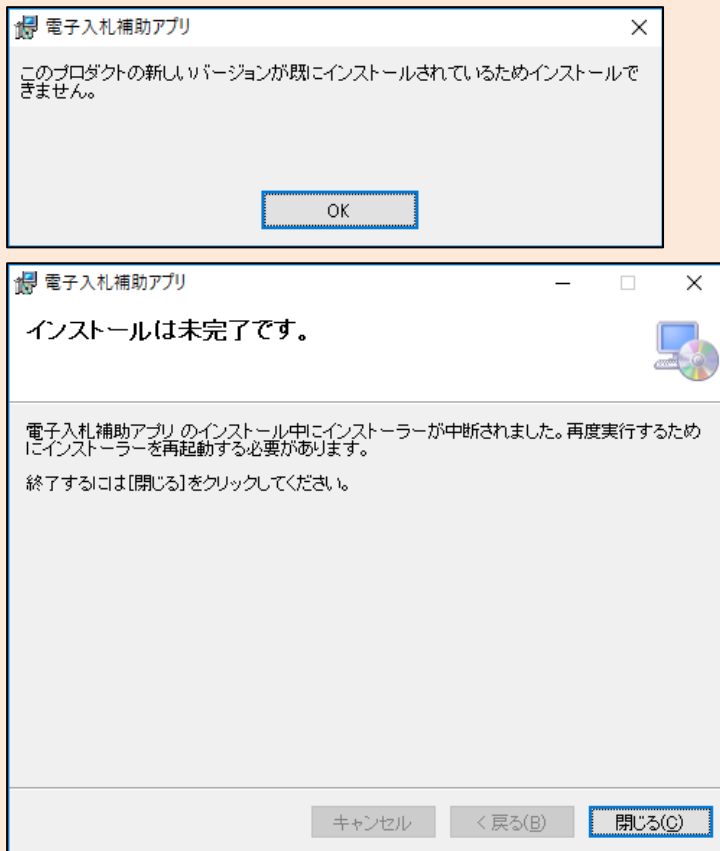 電子入札補助アプリ
このプロダクトの新しいバージョンが既にインストールされているためインストールで
きません。
OK
電子入札補助アプリ
インストールは未完了です。
電子入札補助アプリ のインストール中にインストーラーが中断されました。再度実行するため
にインストーラーを再起動する必要があります。
終了するには[閉じる]をクリックしてください。
キャンセル
< 戻る(B)
閉じる(C)